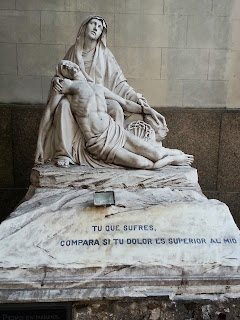 TU QUE SUFRES,
COMPARA SI TU DOLOR ES SUPERIOR AL MIO